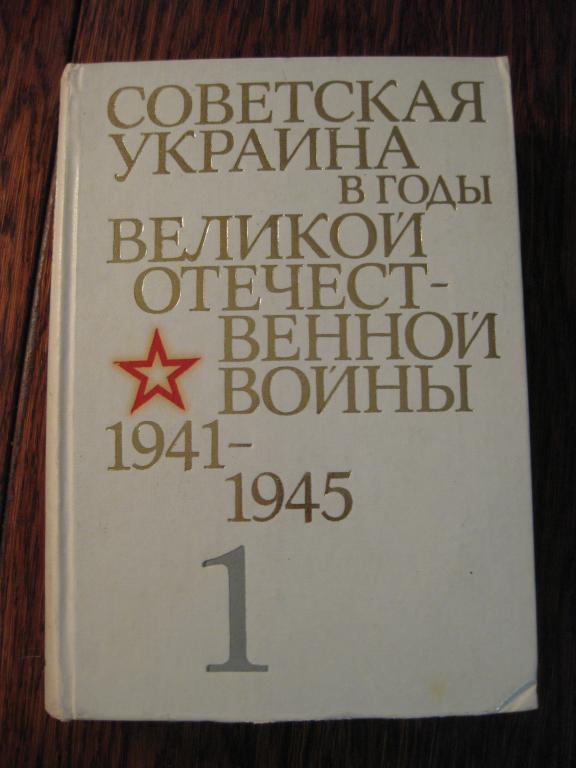 СОВЕТСКАЯ
УКРАИНА
В ГОДЫ
ВЕЛИКОЙ
ОТЕЧЕСТ-
ВЕННОЙ
ВОЙНЫ
1941–
1945
1